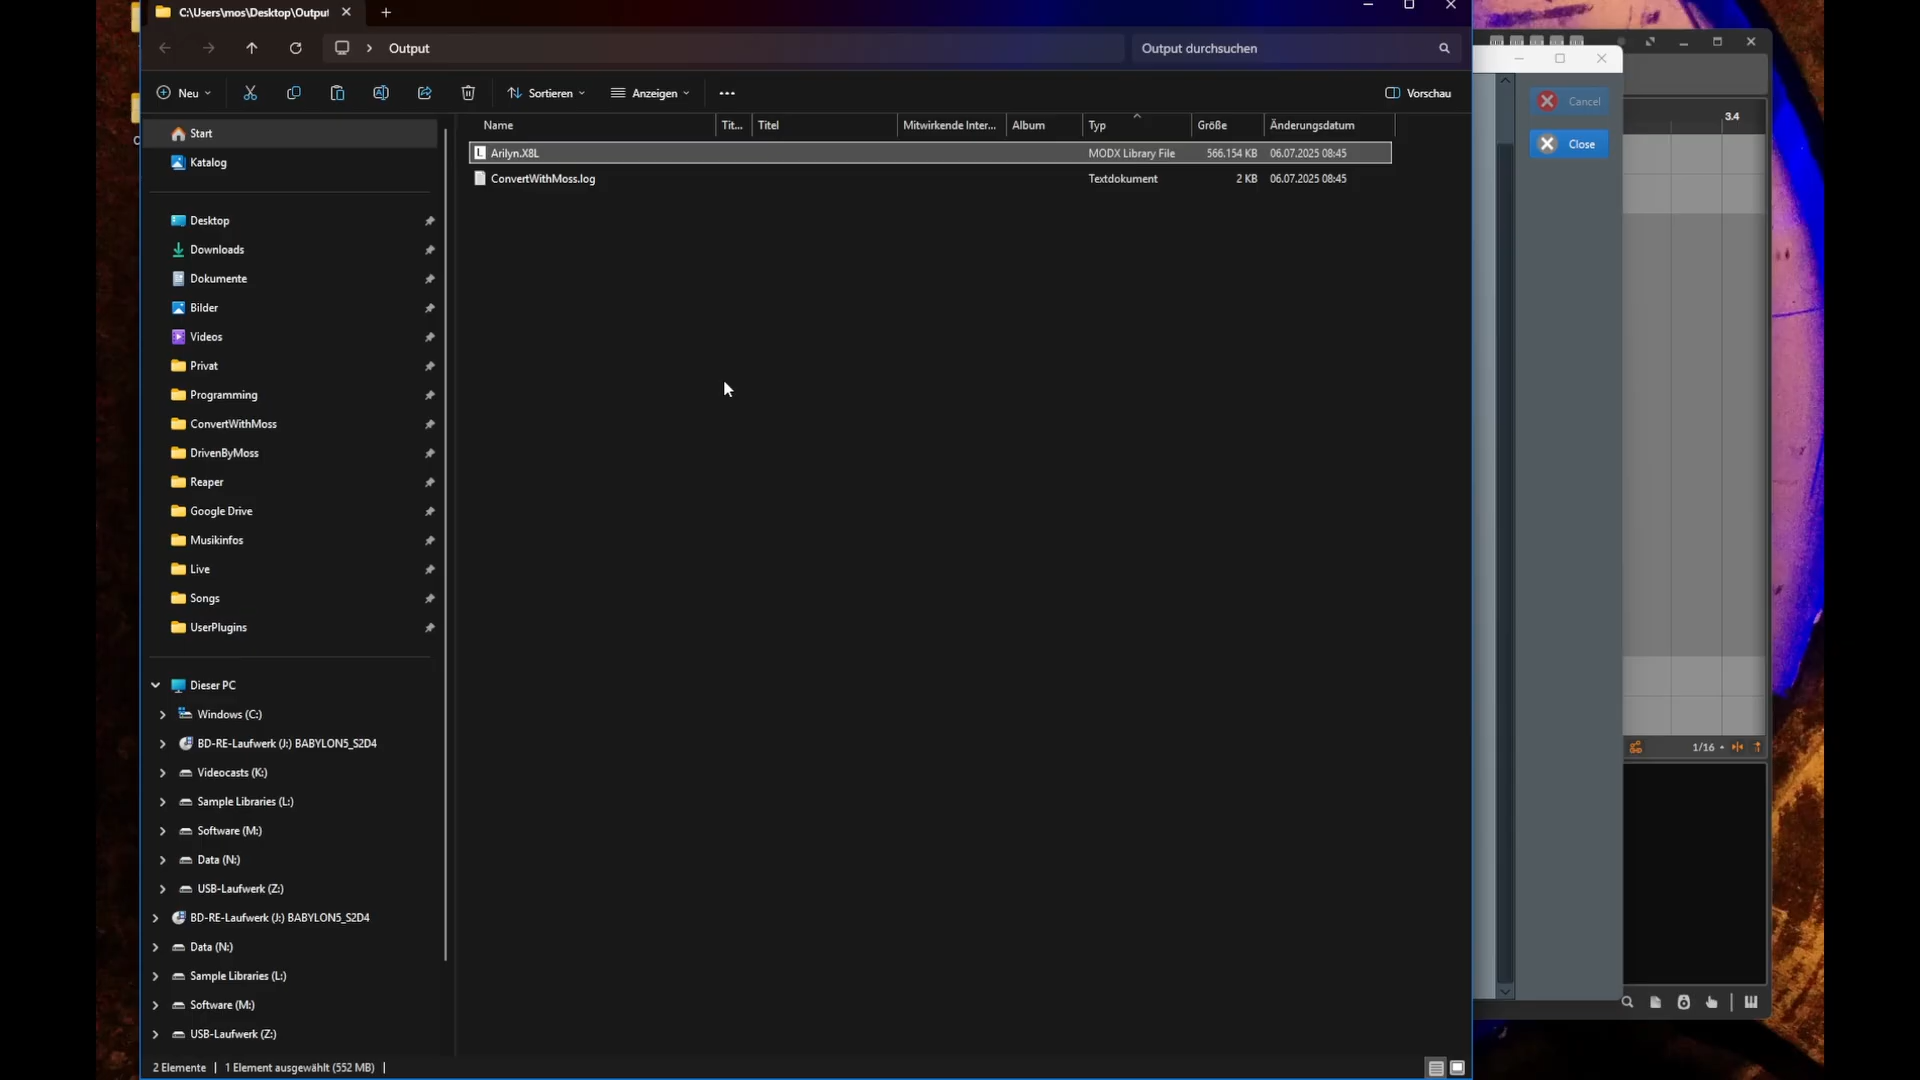 C:\Users\mos\Desktop\Output
Output
Output durchsuchen
Neu
Sortieren
Anzeigen
Vorschau
Start
Katalog
Desktop
Downloads
Dokumente
Bilder
Videos
Privat
Programming
ConvertWithMoss
DrivenByMoss
Reaper
Google Drive
Musikinfos
Live
Songs
UserPlugins
Dieser PC
Windows (C:)
BD-RE-Laufwerk (J:) BABYLON5_S2D4
Videocasts (K:)
Sample Libraries (L:)
Software (M:)
Data (N:)
USB-Laufwerk (Z:)
BD-RE-Laufwerk (J:) BABYLON5_S2D4
Data (N:)
Sample Libraries (L:)
Software (M:)
USB-Laufwerk (Z:)
Name Tit... Titel Mitwirkende Inter... Album Typ Größe Änderungsdatum
Arilyn.X8L MODX Library File 566.154 KB 06.07.2025 08:45
ConvertWithMoss.log Textdokument 2 KB 06.07.2025 08:45
2 Elemente 1 Element ausgewählt (552 MB)
Cancel
Close
3.4
1/16